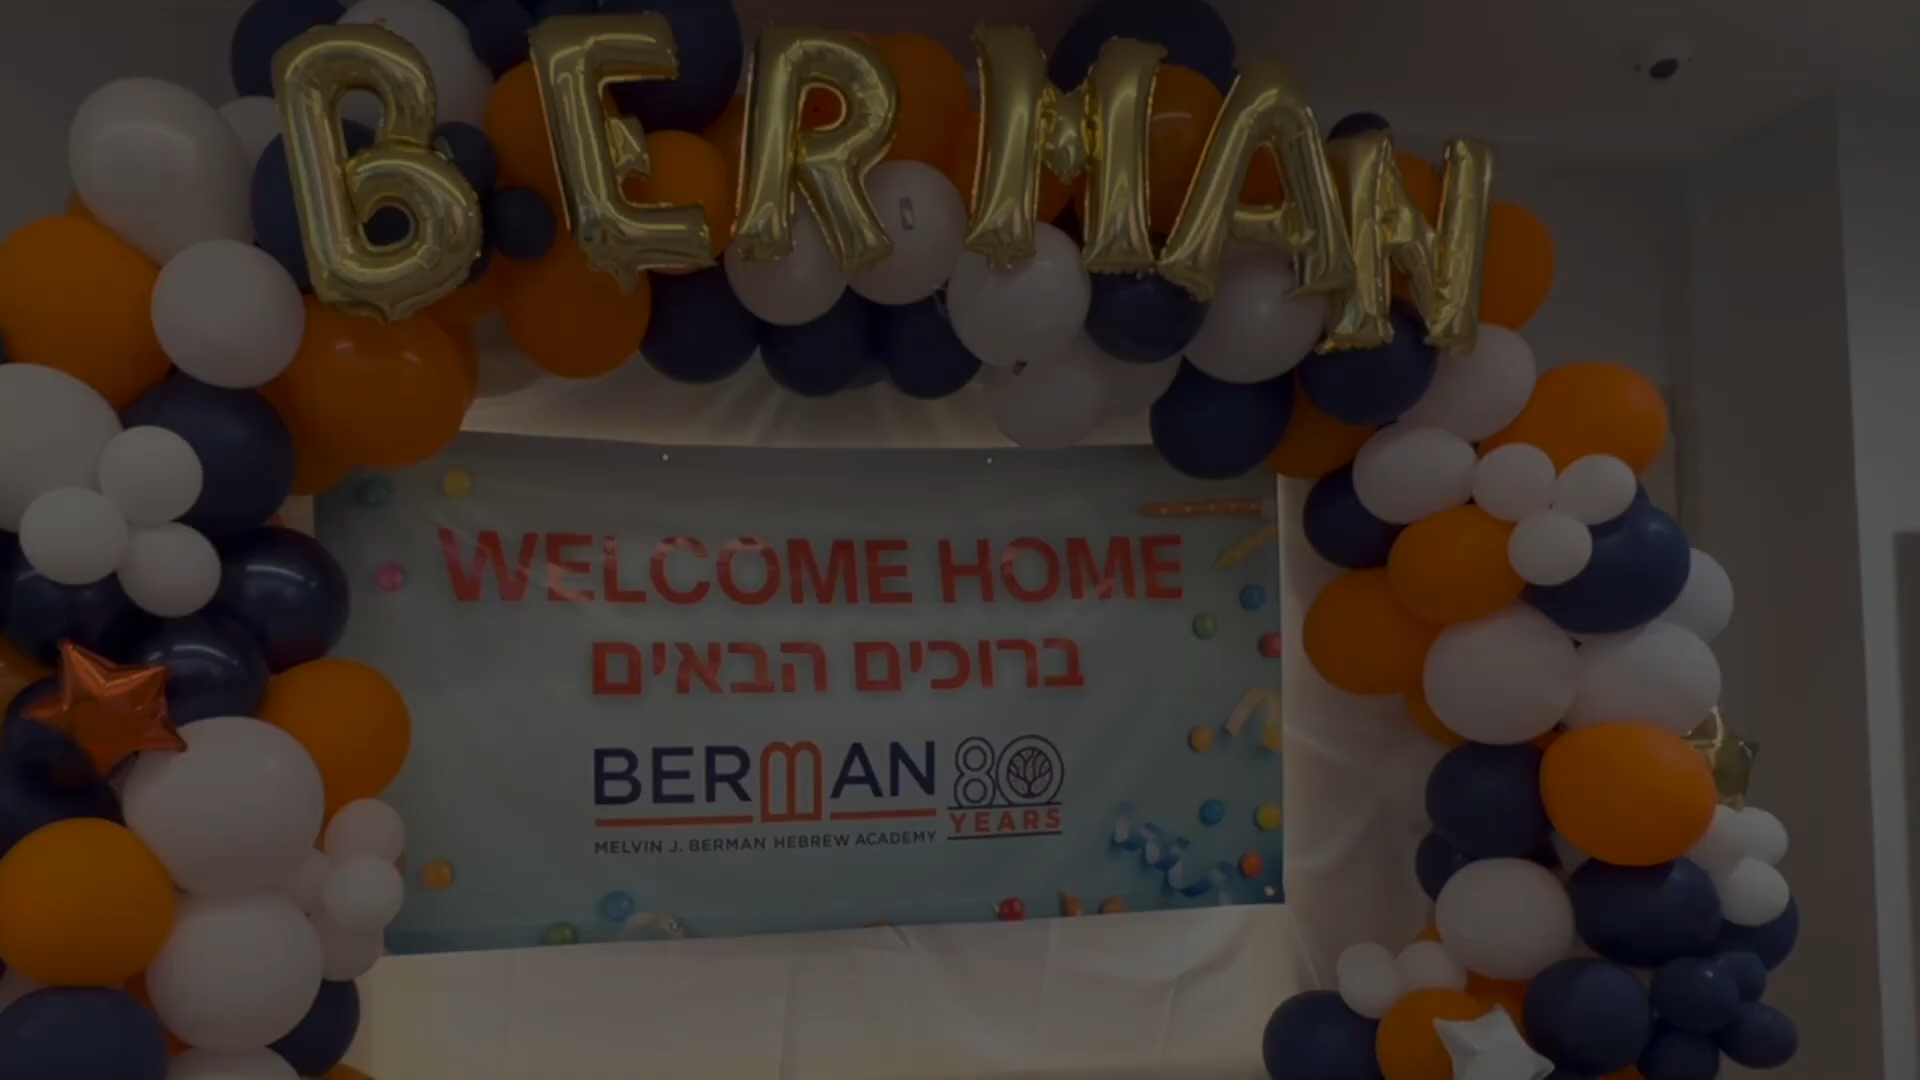 BERMAN
WELCOME HOME
ברוכים הבאים
BERMAN 80
YEARS
MELVIN J. BERMAN HEBREW ACADEMY